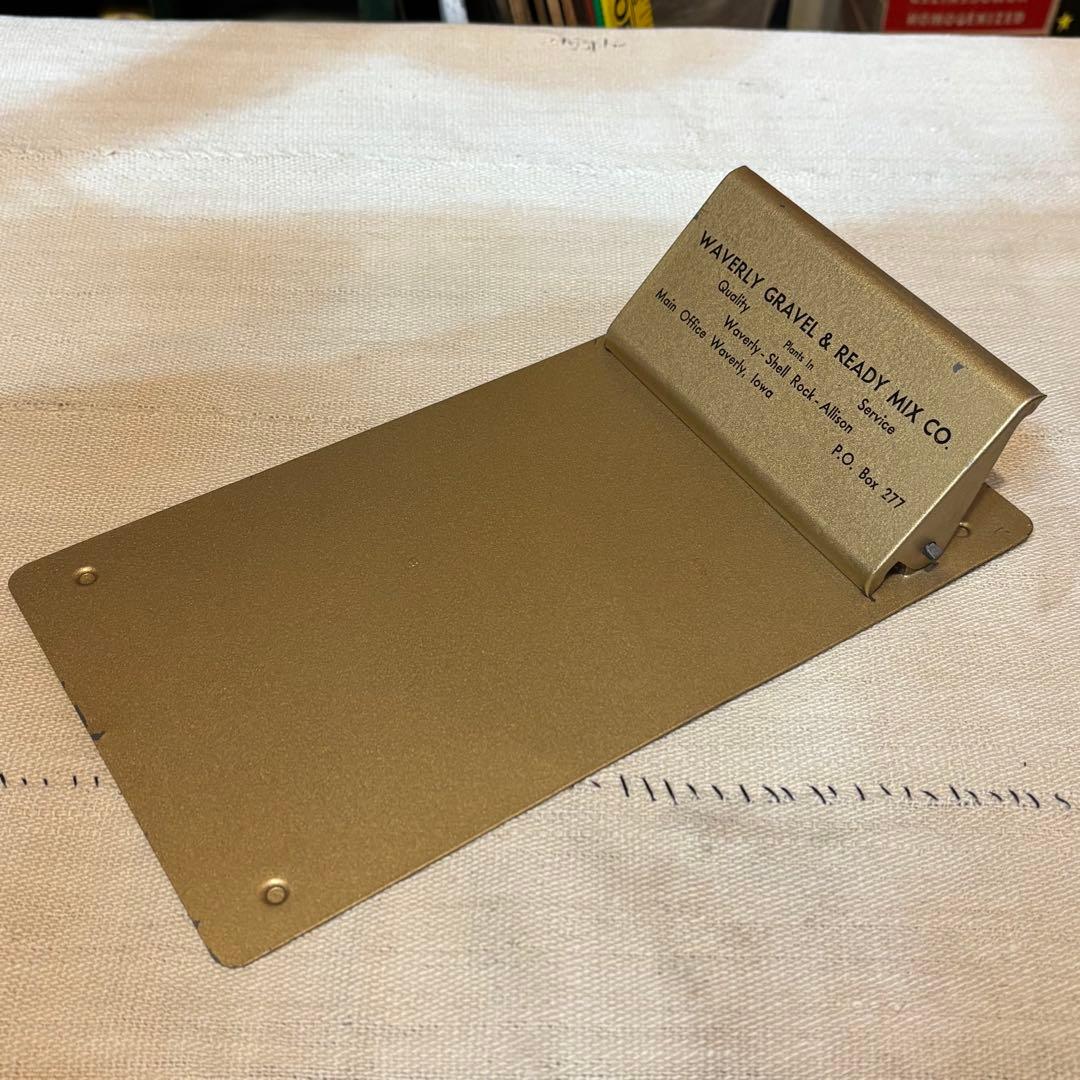 HOMOGENIZED
WAVERLY GRAVEL & READY MIX CO.
Quality Service
Plants In
Waverly - Shell Rock - Allison
Main Office Waverly, Iowa P.O. Box 277